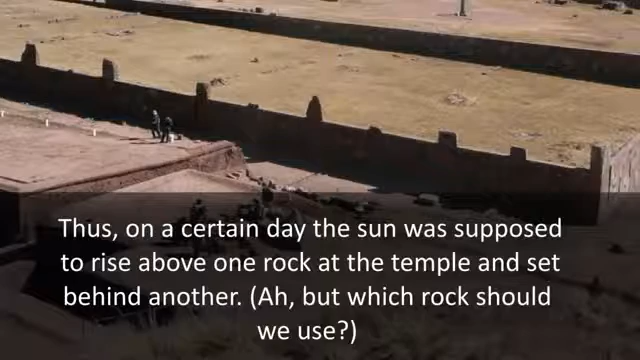 Thus, on a certain day the sun was supposed
to rise above one rock at the temple and set
behind another. (Ah, but which rock should
we use?)